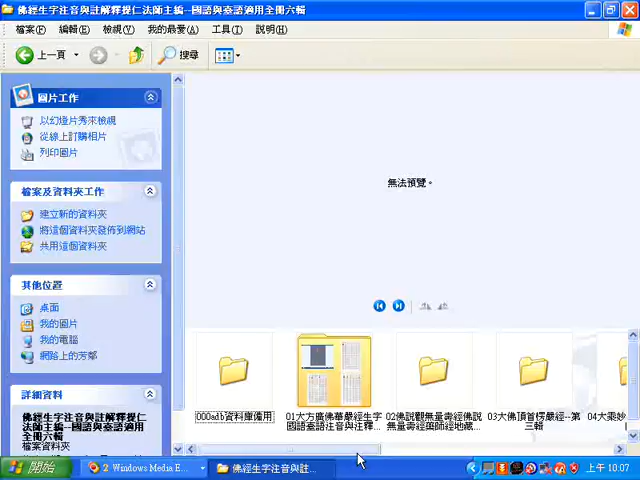 佛經生字注音與註解釋提仁法師主編--國語與臺語適用全冊六輯
檔案(F) 編輯(E) 檢視(V) 我的最愛(A) 工具(T) 說明(H)
上一頁 搜尋
圖片工作
以幻燈片秀來檢視
從線上訂購相片
列印圖片
檔案及資料夾工作
建立新的資料夾
將這個資料夾發佈到網站
共用這個資料夾
其他位置
桌面
我的圖片
我的電腦
網路上的芳鄰
詳細資料
佛經生字注音與註解釋提仁
法師主編--國語與臺語適用
全冊六輯
檔案資料夾
無法預覽。
000adb資料庫備用
01大方廣佛華嚴經生字
國語臺語注音與註釋...
02佛說觀無量壽經佛說
無量壽經藥師經地藏...
03大佛頂首楞嚴經--第
三輯
04大乘妙
開始
2 Windows Media E...
佛經生字注音與註...
上午 10:07